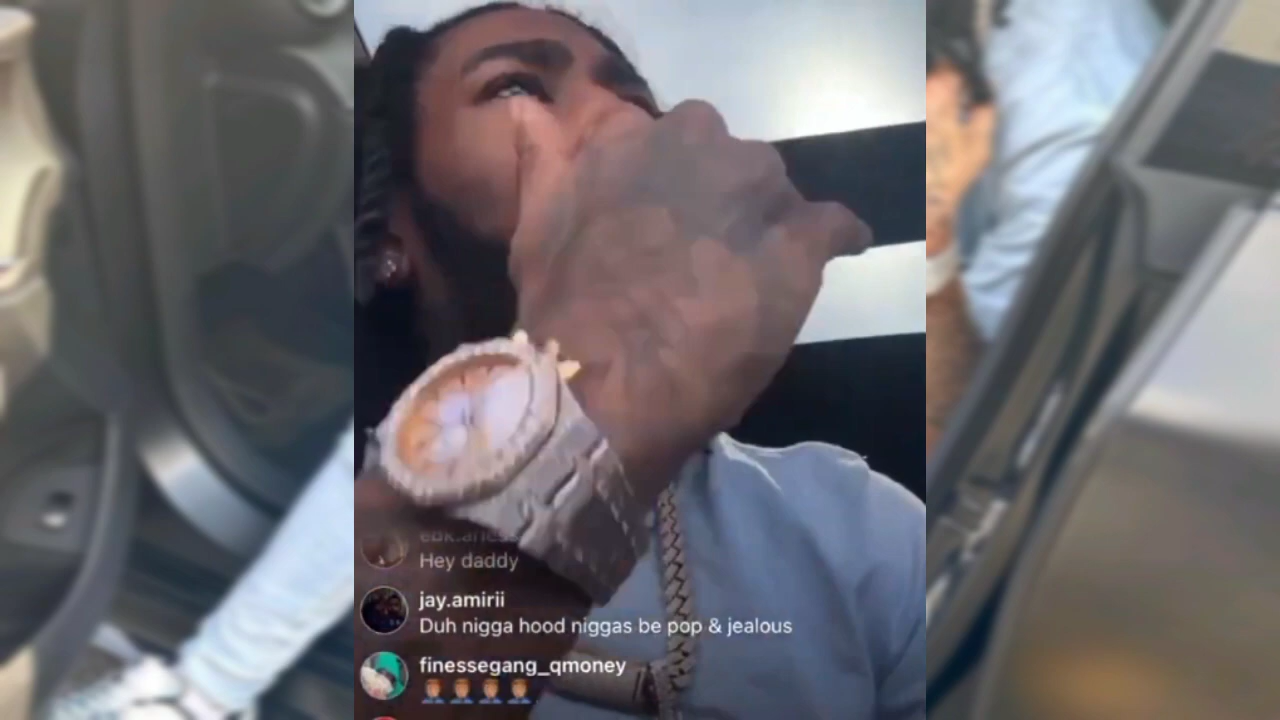 Hey daddy
jay.amirii
Duh nigga hood niggas be pop & jealous
finessegang_qmoney
🤦🏽‍♂️🤦🏽‍♂️🤦🏽‍♂️🤦🏽‍♂️